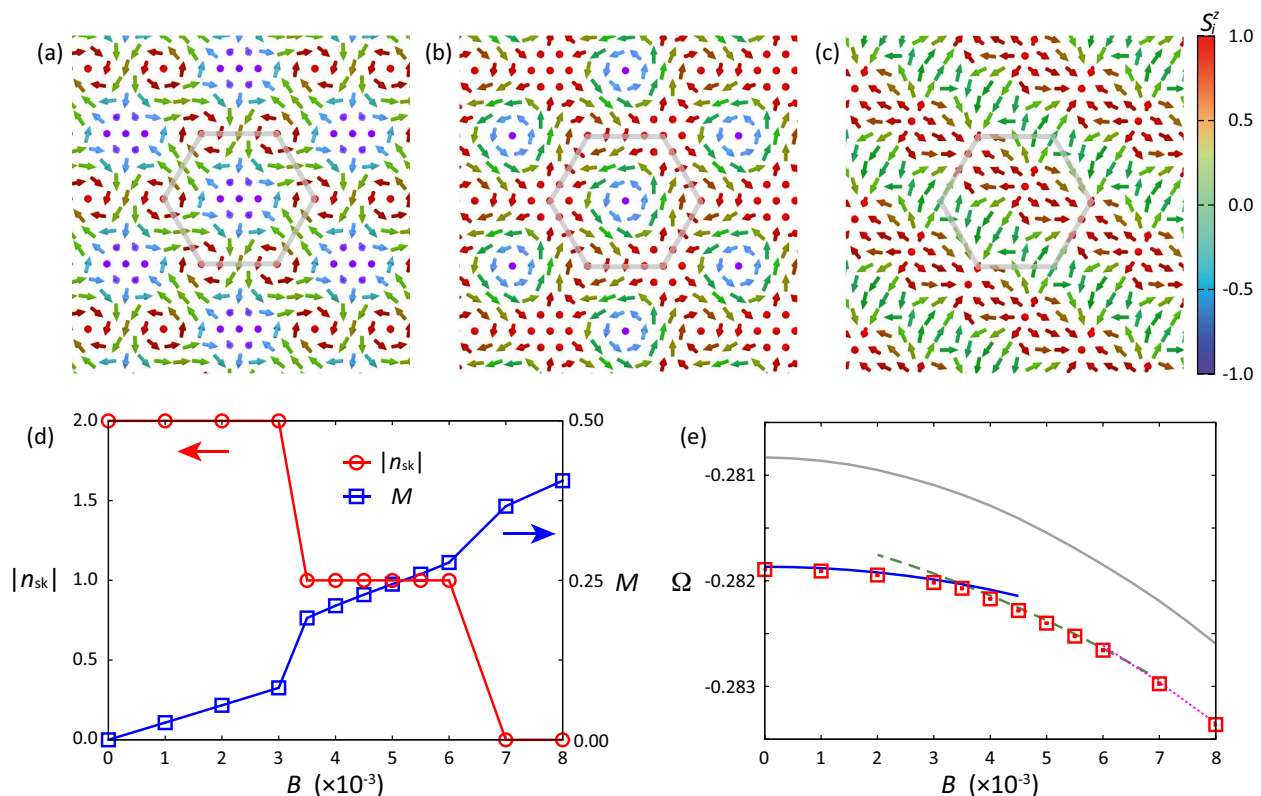 (a)
(b)
(c)
S_i^z
1.0
0.5
0.0
-0.5
-1.0
(d)
2.0
1.5
1.0
0.5
0.0
|n_sk|
0.50
0.25
0.00
M
|n_sk|
M
0 1 2 3 4 5 6 7 8
B (×10^-3)
(e)
-0.281
-0.282
-0.283
Ω
0 1 2 3 4 5 6 7 8
B (×10^-3)